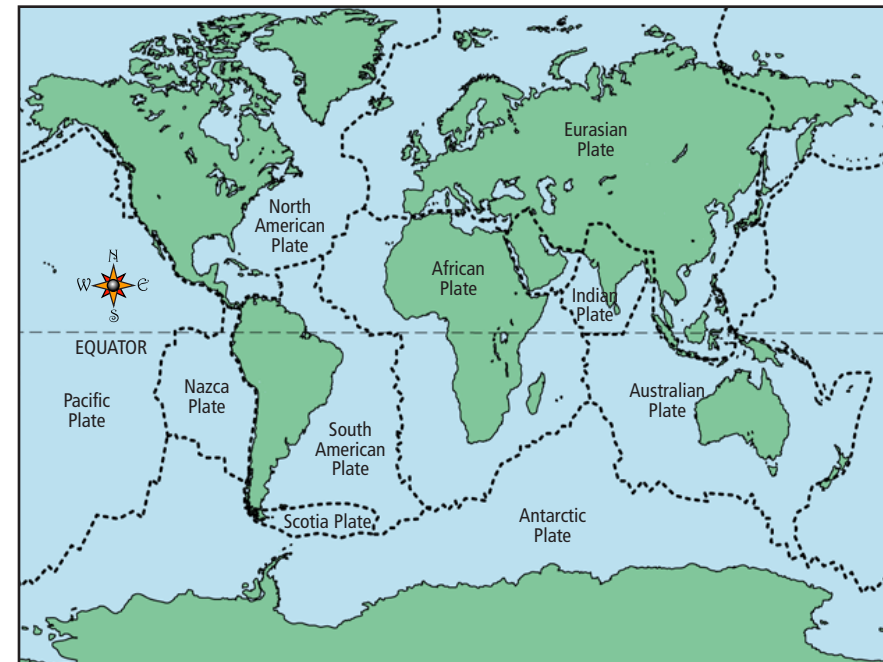 Eurasian
Plate
North
American
Plate
African
Plate
Indian
Plate
N
W
E
S
EQUATOR
Pacific
Plate
Nazca
Plate
South
American
Plate
Australian
Plate
Scotia Plate
Antarctic
Plate